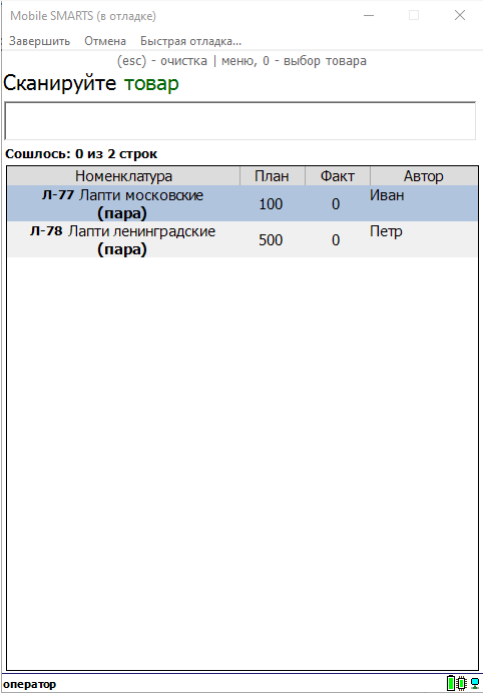 Mobile SMARTS (в отладке)
Завершить Отмена Быстрая отладка...
(esc) - очистка | меню, 0 - выбор товара
Сканируйте товар
Сошлось: 0 из 2 строк
Номенклатура План Факт Автор
Л-77 Лапти московские 100 0 Иван
(пара)
Л-78 Лапти ленинградские 500 0 Петр
(пара)
оператор